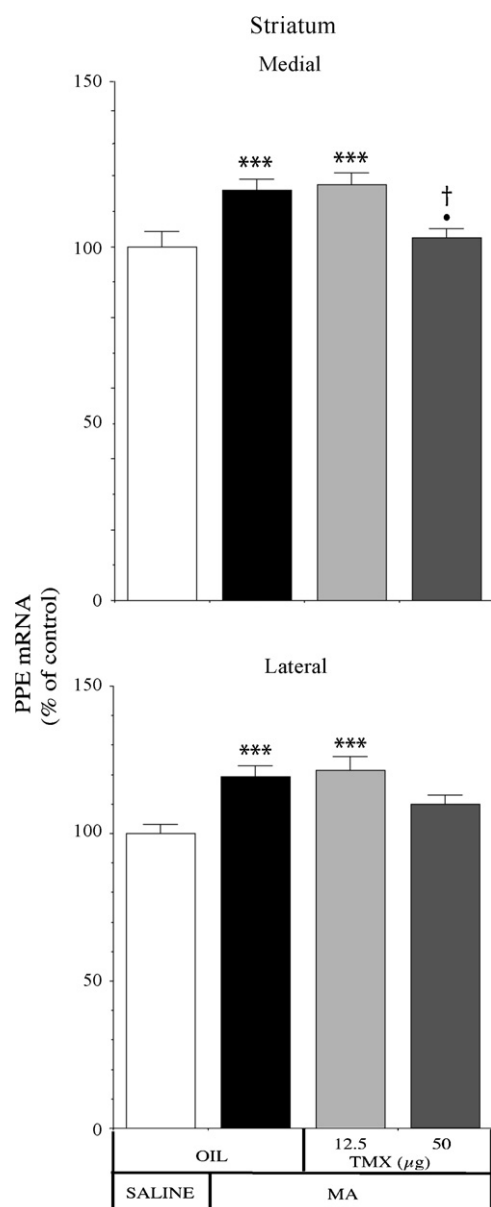 Striatum
Medial
150
***
***
†
•
100
50
0
PPE mRNA
(% of control)
Lateral
150
***
***
100
50
0
OIL
12.5 50
TMX (µg)
SALINE MA